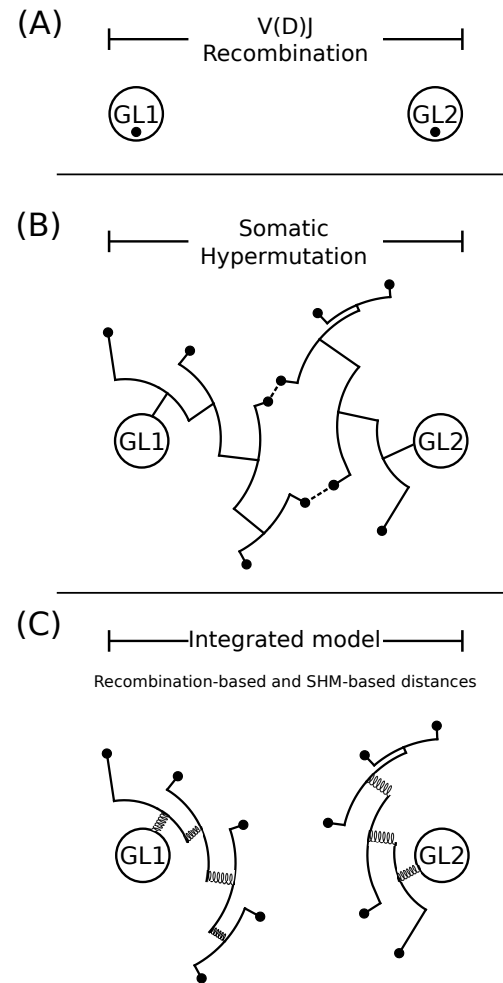 (A)
V(D)J
Recombination
GL1
GL2
(B)
Somatic
Hypermutation
GL1
GL2
(C)
Integrated model
Recombination-based and SHM-based distances
GL1
GL2